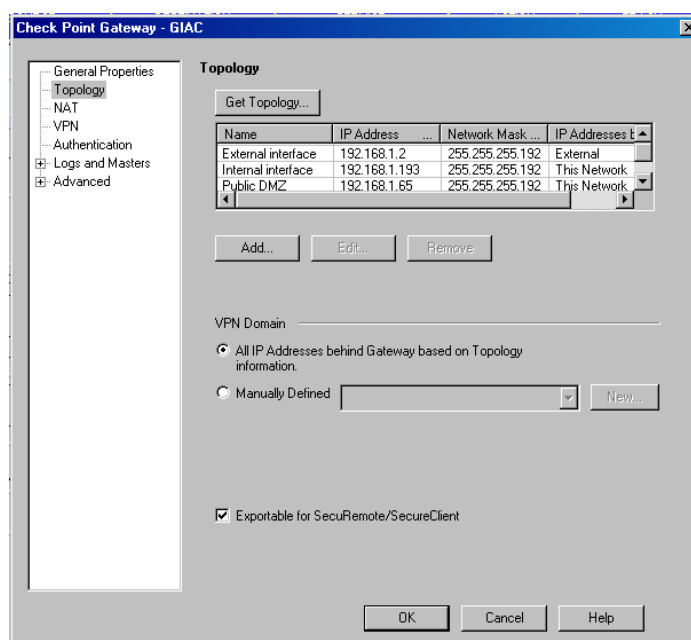 Check Point Gateway - GIAC
General Properties
Topology
NAT
VPN
Authentication
Logs and Masters
Advanced
Topology
Get Topology...
Name IP Address ... Network Mask ... IP Addresses b
External interface 192.168.1.2 255.255.255.192 External
Internal interface 192.168.1.193 255.255.255.192 This Network
Public DMZ 192.168.1.65 255.255.255.192 This Network
Add... Edit... Remove
VPN Domain
All IP Addresses behind Gateway based on Topology
information.
Manually Defined New...
Exportable for SecuRemote/SecureClient
OK Cancel Help